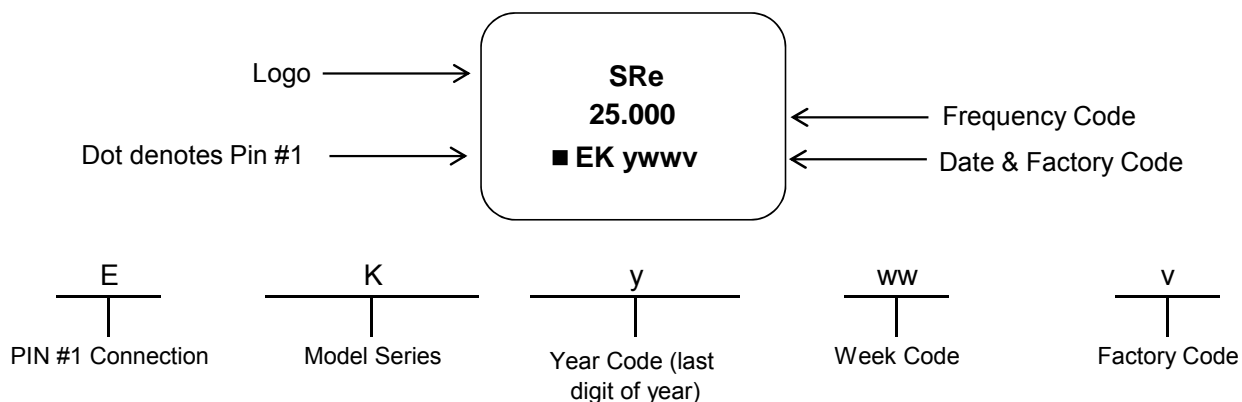 Logo
SRe
25.000
Frequency Code
Dot denotes Pin #1
■ EK ywwv
Date & Factory Code
E K y ww v
PIN #1 Connection Model Series Year Code (last Week Code Factory Code
digit of year)